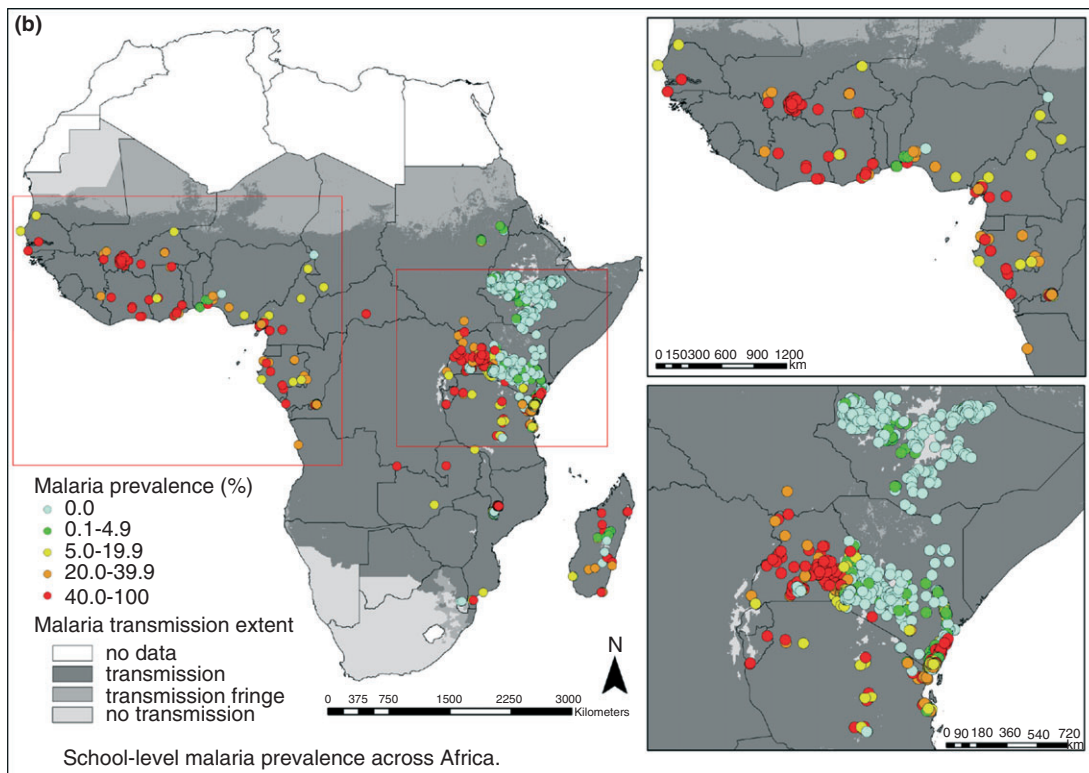 (b)
Malaria prevalence (%)
0.0
0.1-4.9
5.0-19.9
20.0-39.9
40.0-100
Malaria transmission extent
no data
transmission
transmission fringe
no transmission
School-level malaria prevalence across Africa.
N
0 375 750 1500 2250 3000
Kilometers
0 150300 600 900 1200
km
0 90 180 360 540 720
km